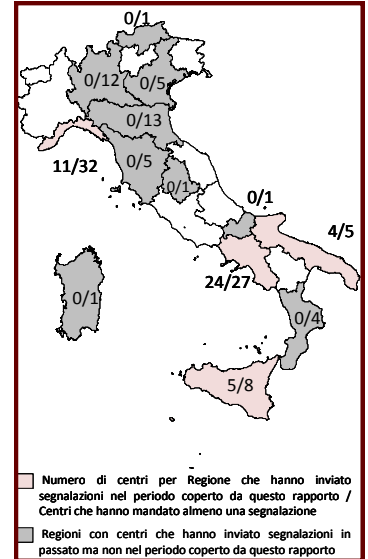 0/1
0/12
0/5
0/13
11/32
0/5
0/1
0/1
4/5
24/27
0/1
0/4
5/8
Numero di centri per Regione che hanno inviato
segnalazioni nel periodo coperto da questo rapporto /
Centri che hanno mandato almeno una segnalazione
Regioni con centri che hanno inviato segnalazioni in
passato ma non nel periodo coperto da questo rapporto